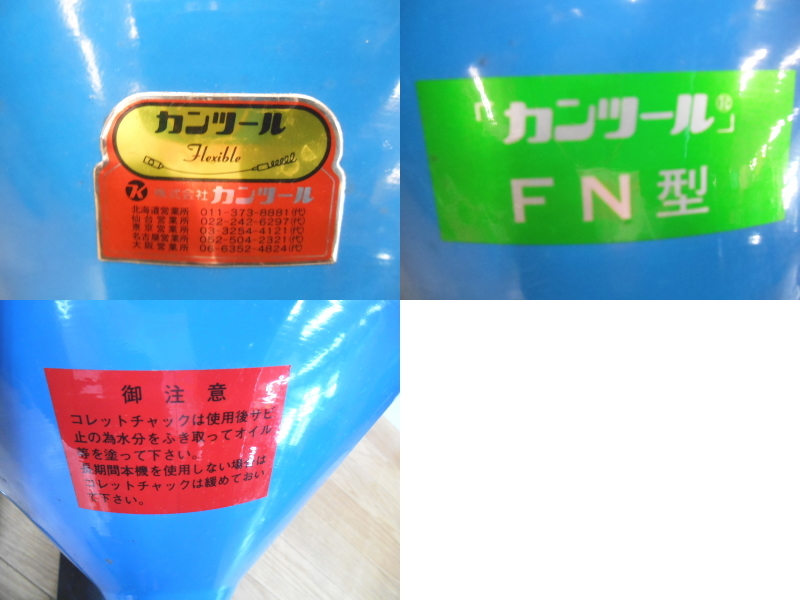 カンツール
Flexible
K 株式会社 カンツール
北海道営業所 011-373-8881(代)
仙台営業所 022-242-6297(代)
東京営業所 03-3254-4121(代)
名古屋営業所 052-504-2321(代)
大阪営業所 06-6352-4824(代)
「カンツール®」
FN型
御注意
コレットチャックは使用後サビ
止の為水分をふき取ってオイル
等を塗って下さい。
長期間本機を使用しない場合は
コレットチャックは緩めておい
て下さい。